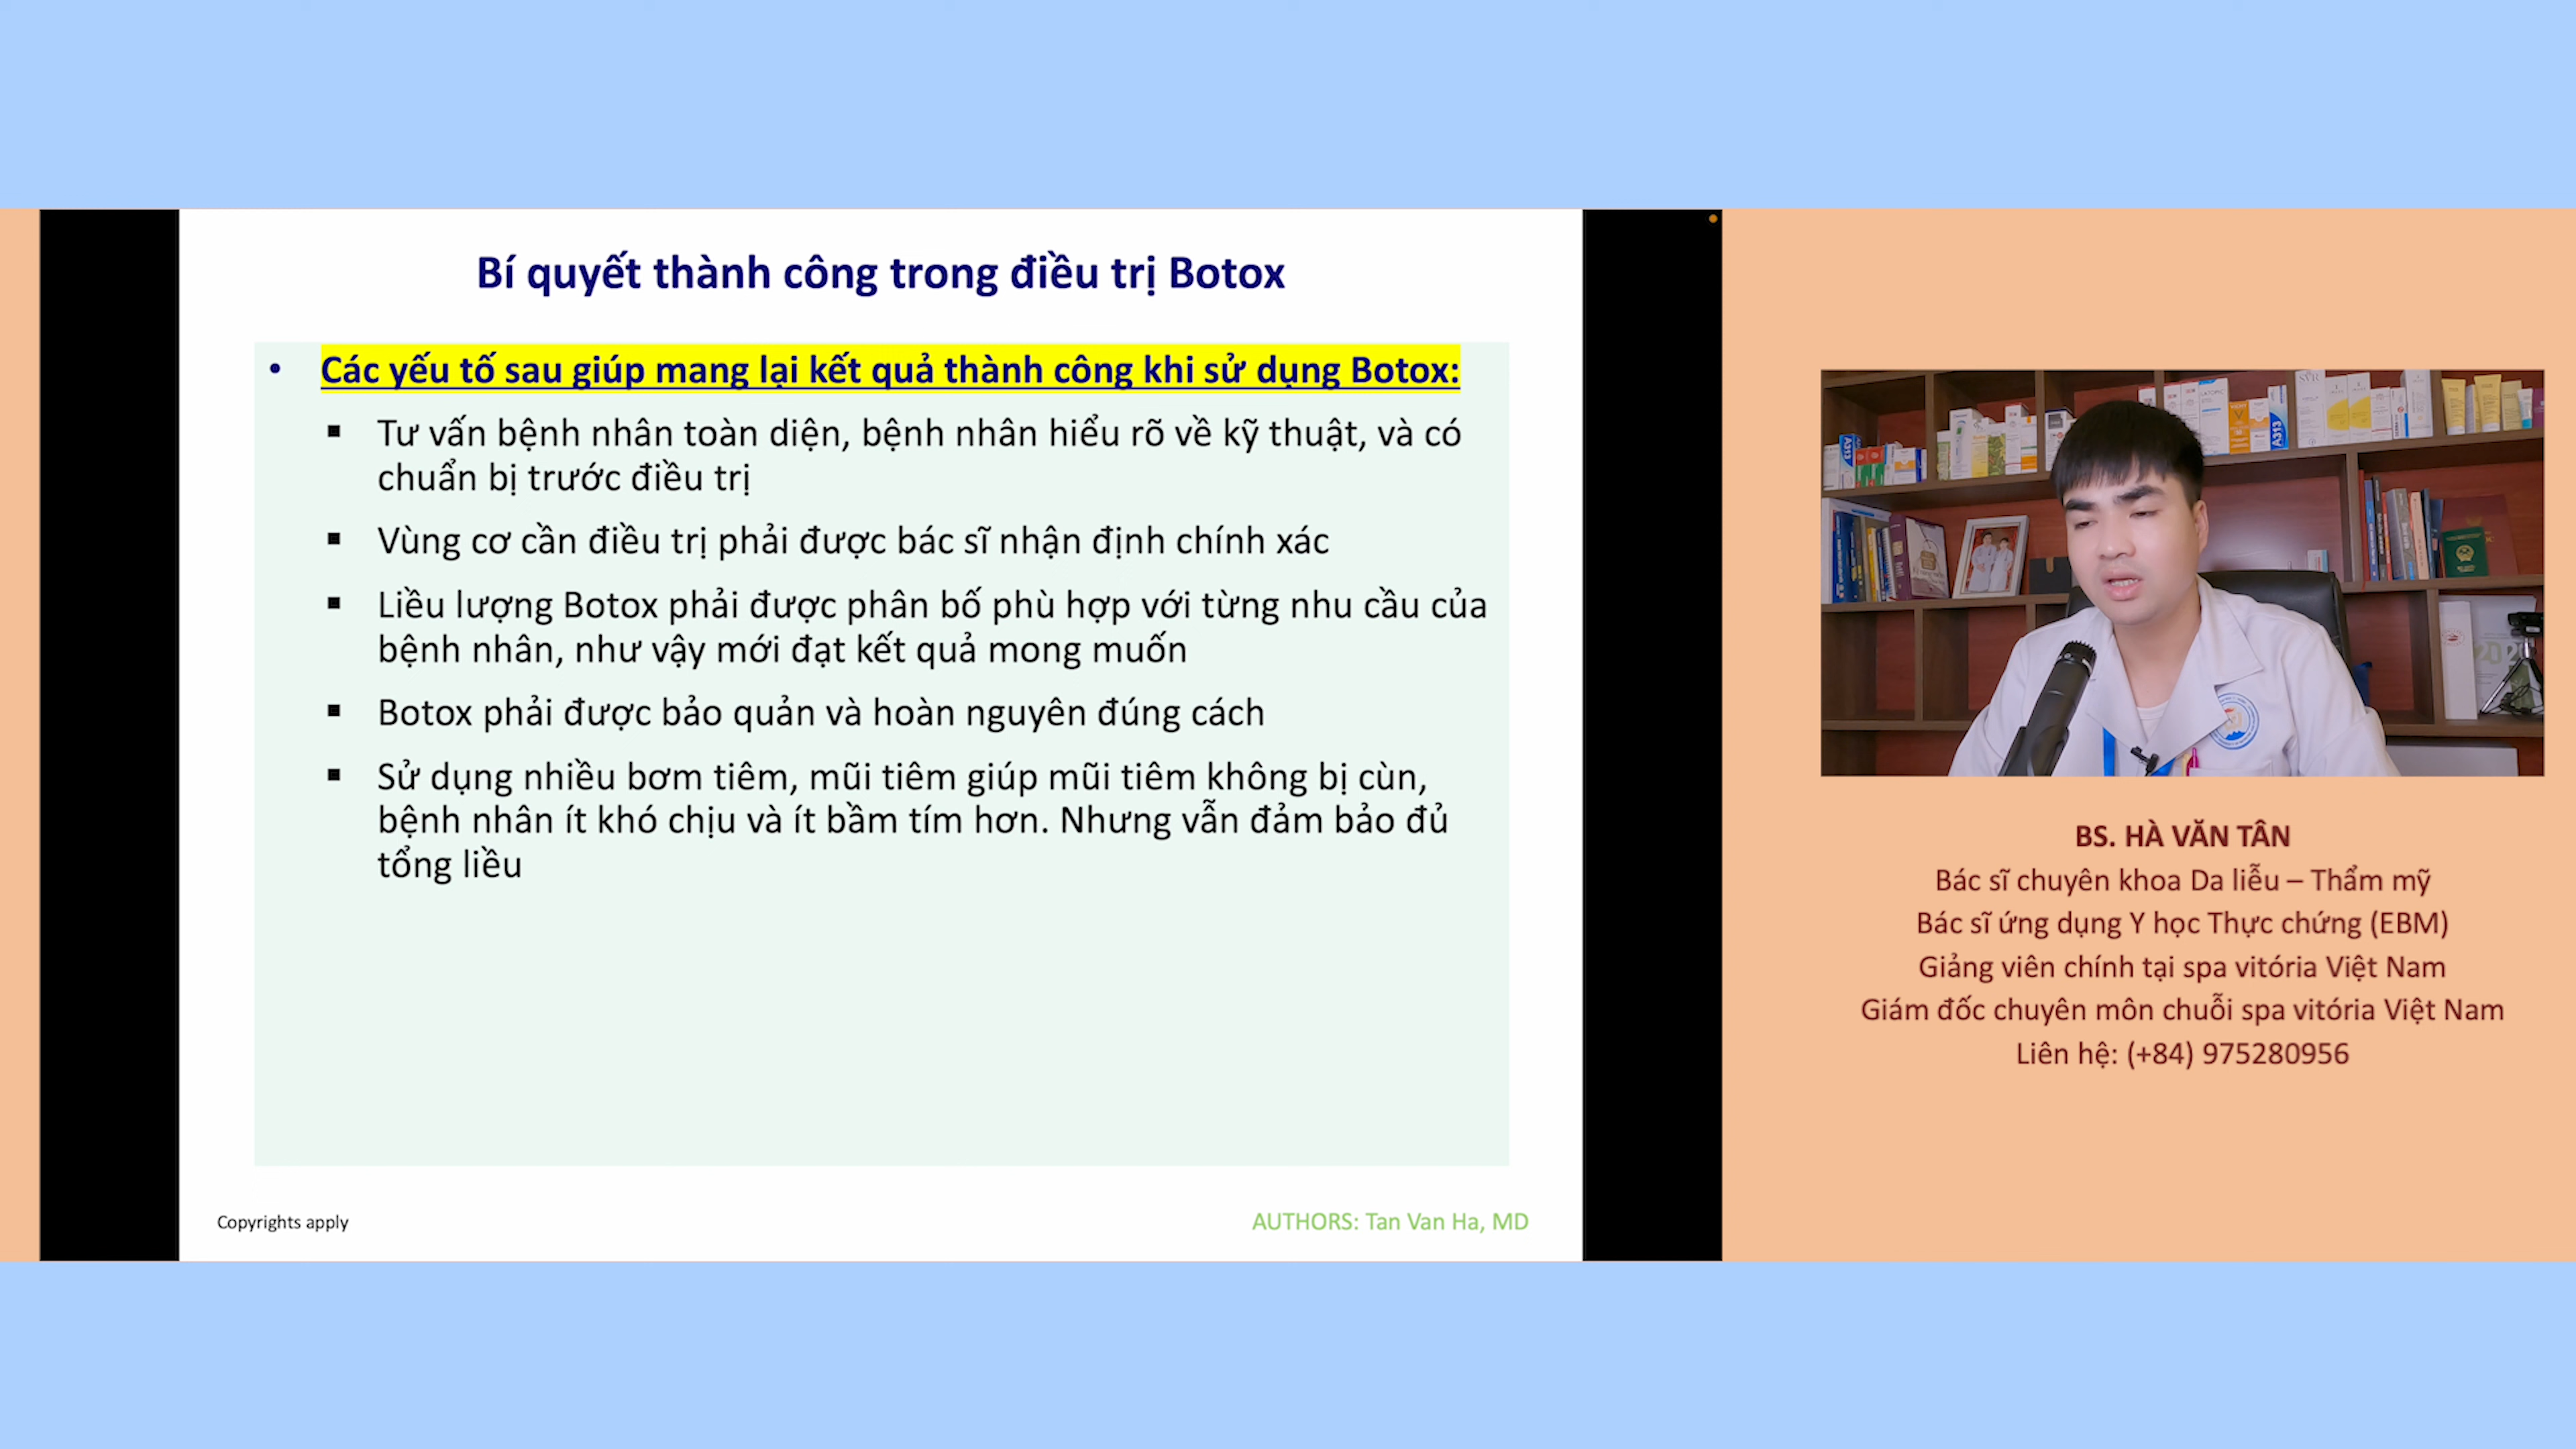 Bí quyết thành công trong điều trị Botox
• Các yếu tố sau giúp mang lại kết quả thành công khi sử dụng Botox:
▪ Tư vấn bệnh nhân toàn diện, bệnh nhân hiểu rõ về kỹ thuật, và có
chuẩn bị trước điều trị
▪ Vùng cơ cần điều trị phải được bác sĩ nhận định chính xác
▪ Liều lượng Botox phải được phân bố phù hợp với từng nhu cầu của
bệnh nhân, như vậy mới đạt kết quả mong muốn
▪ Botox phải được bảo quản và hoàn nguyên đúng cách
▪ Sử dụng nhiều bơm tiêm, mũi tiêm giúp mũi tiêm không bị cùn,
bệnh nhân ít khó chịu và ít bầm tím hơn. Nhưng vẫn đảm bảo đủ
tổng liều
Copyrights apply
AUTHORS: Tan Van Ha, MD
A313
A313
SVR
BS. HÀ VĂN TÂN
Bác sĩ chuyên khoa Da liễu – Thẩm mỹ
Bác sĩ ứng dụng Y học Thực chứng (EBM)
Giảng viên chính tại spa vitória Việt Nam
Giám đốc chuyên môn chuỗi spa vitória Việt Nam
Liên hệ: (+84) 975280956